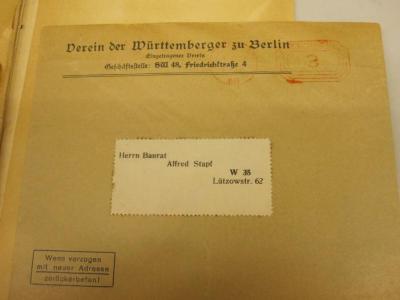 Verein der Württemberger zu Berlin
Eingetragener Verein
Geschäftsstelle: SW 48, Friedrichstraße 4
3
Herrn Baurat
Alfred Stapf
W 35
Lützowstr. 62
Wenn verzogen
mit neuer Adresse
zurückerbeten!